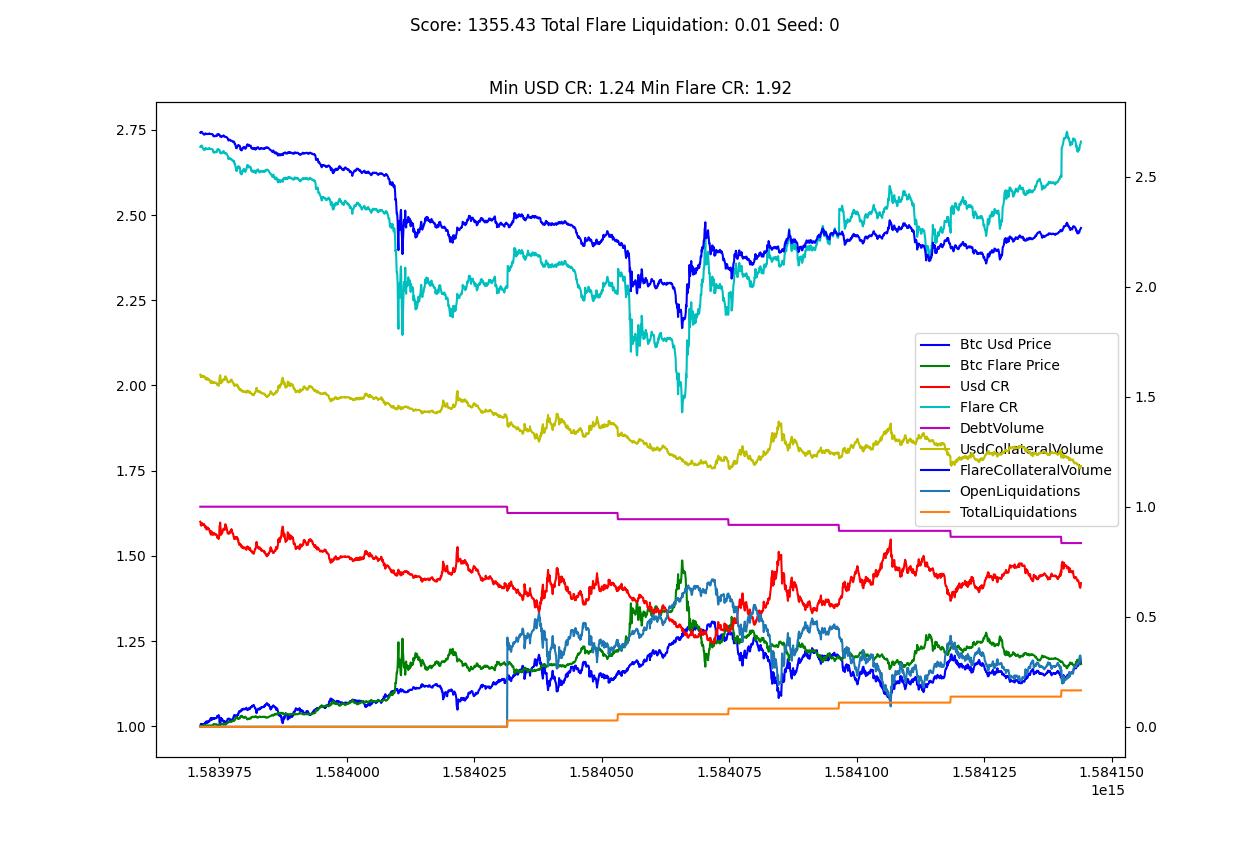 Score: 1355.43 Total Flare Liquidation: 0.01 Seed: 0
Min USD CR: 1.24 Min Flare CR: 1.92
2.75
2.50
2.25
2.00
1.75
1.50
1.25
1.00
2.5
2.0
1.5
1.0
0.5
0.0
Btc Usd Price
Btc Flare Price
Usd CR
Flare CR
DebtVolume
UsdCollateralVolume
FlareCollateralVolume
OpenLiquidations
TotalLiquidations
1.583975 1.584000 1.584025 1.584050 1.584075 1.584100 1.584125 1.584150
1e15